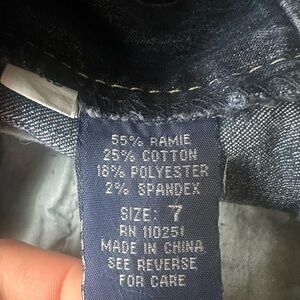 55% RAMIE
25% COTTON
18% POLYESTER
2% SPANDEX
SIZE: 7
RN 110251
MADE IN CHINA
SEE REVERSE
FOR CARE